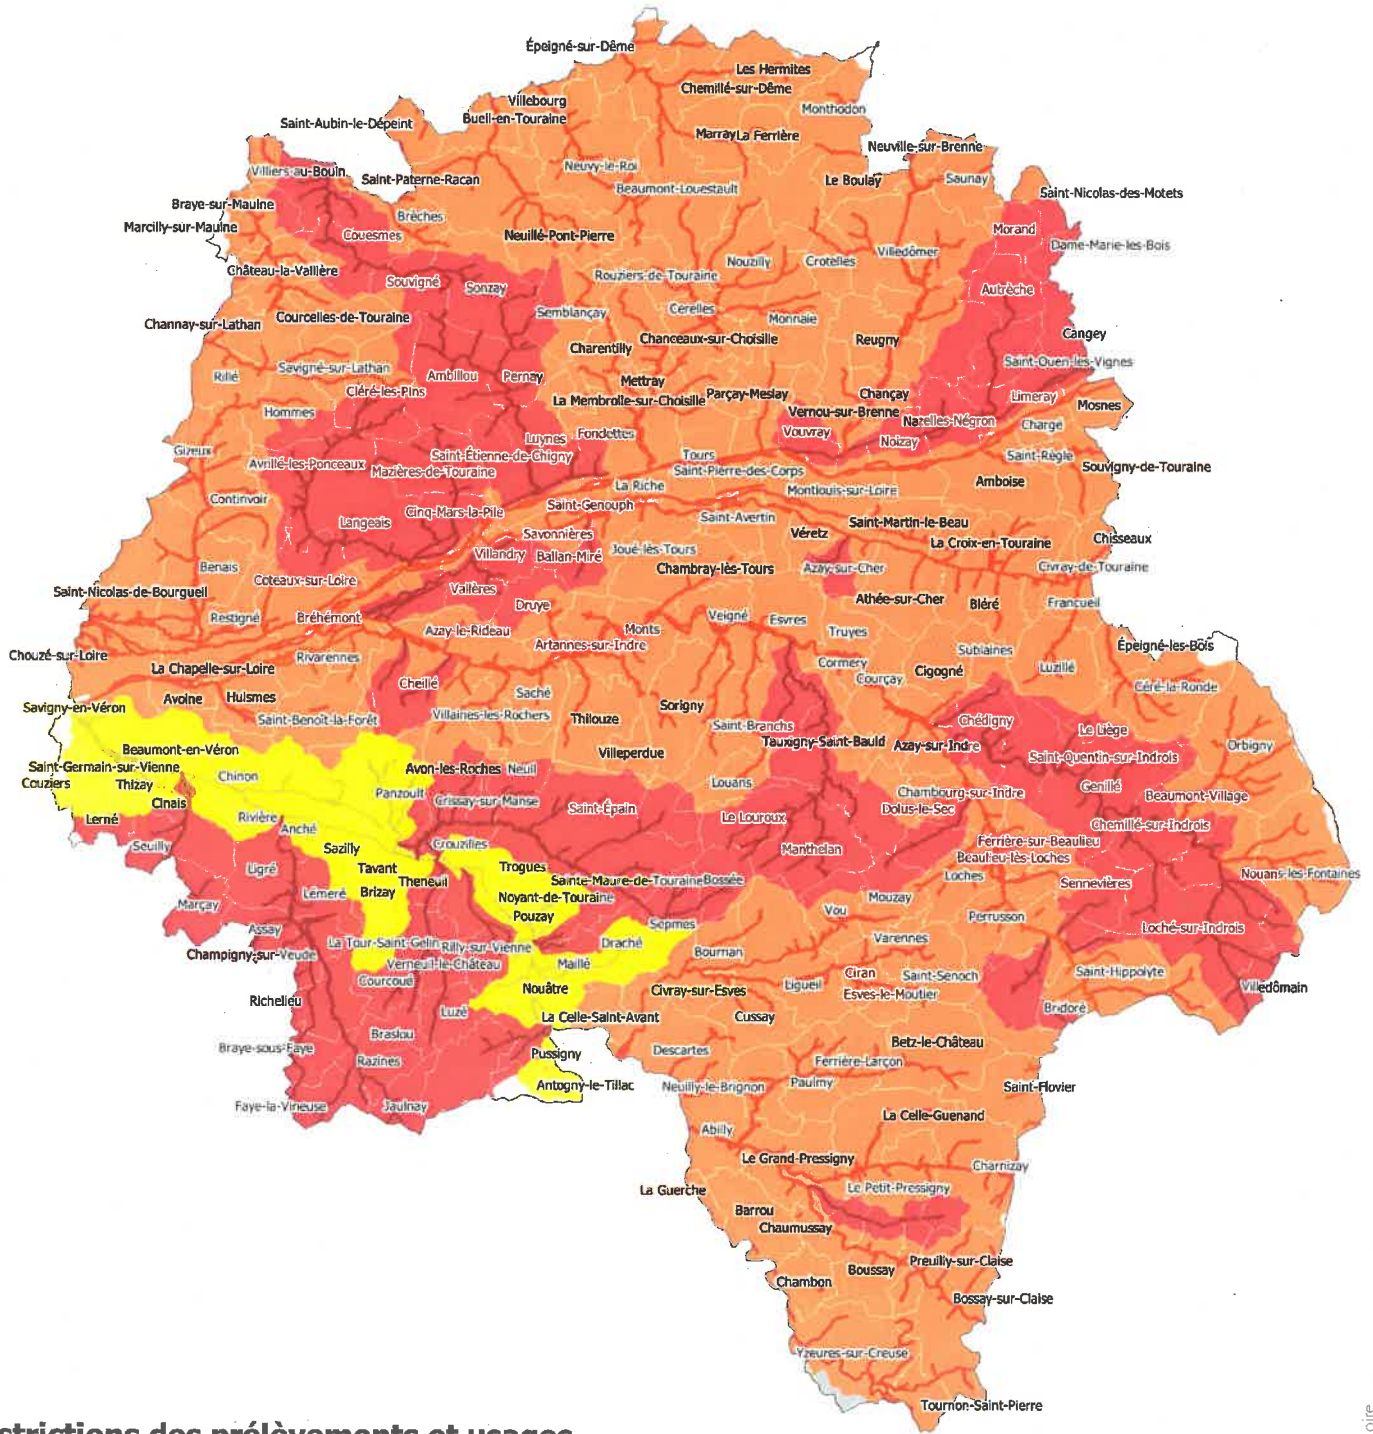 Épeigné-sur-Dême
Les Hermites
Chemillé-sur-Dême
Villebourg
Monthodon
Bueil-en-Touraine
Saint-Aubin-le-Dépeint
Marray
La Ferrière
Neuville-sur-Brenne
Neuvy-le-Roi
Villiers-au-Bouin
Saint-Paterne-Racan
Le Boulay
Saunay
Beaumont-Louestault
Saint-Nicolas-des-Motets
Braye-sur-Maulne
Brèches
Marcilly-sur-Maulne
Couesmes
Neuillé-Pont-Pierre
Morand
Dame-Marie-les-Bois
Villedômer
Nouzilly
Crotelles
Château-la-Vallière
Rouziers-de-Touraine
Souvigné
Sonzay
Autrèche
Semblançay
Cerelles
Monnaie
Courcelles-de-Touraine
Channay-sur-Lathan
Cangey
Chanceaux-sur-Choisille
Reugny
Charentilly
Saint-Ouen-les-Vignes
Savigné-sur-Lathan
Rillé
Ambillou
Pernay
Mettray
Cléré-les-Pins
Parçay-Meslay
Chançay
Limeray
La Membrolle-sur-Choisille
Mosnes
Hommes
Vernou-sur-Brenne
Nazelles-Négron
Chargé
Vouvray
Luynes
Fondettes
Noizay
Gizeux
Saint-Étienne-de-Chigny
Tours
Saint-Règle
Avrillé-les-Ponceaux
Mazières-de-Touraine
Saint-Pierre-des-Corps
Souvigny-de-Touraine
La Riche
Amboise
Montlouis-sur-Loire
Continvoir
Saint-Genouph
Cinq-Mars-la-Pile
Saint-Avertin
Langeais
Saint-Martin-le-Beau
Savonnières
Véretz
Chisseaux
La Croix-en-Touraine
Villandry
Ballan-Miré
Joué-lès-Tours
Benais
Chambray-lès-Tours
Azay-sur-Cher
Civray-de-Touraine
Coteaux-sur-Loire
Saint-Nicolas-de-Bourgueil
Vallères
Athée-sur-Cher
Bléré
Francueil
Druye
Restigné
Bréhémont
Veigné
Esvres
Azay-le-Rideau
Monts
Truyes
Artannes-sur-Indre
Épeigné-les-Bois
Chouzé-sur-Loire
Rivarennes
Sublaines
La Chapelle-sur-Loire
Cormery
Luzillé
Cigogné
Courçay
Cheillé
Céré-la-Ronde
Avoine
Huismes
Saché
Savigny-en-Véron
Sorigny
Saint-Benoît-la-Forêt
Villaines-les-Rochers
Thilouze
Chédigny
Saint-Branchs
Le Liège
Tauxigny-Saint-Bauld
Azay-sur-Indre
Orbigny
Beaumont-en-Véron
Villeperdue
Saint-Quentin-sur-Indrois
Saint-Germain-sur-Vienne
Avon-les-Roches
Neuil
Chinon
Couziers
Thizay
Louans
Genillé
Panzoult
Chambourg-sur-Indre
Beaumont-Village
Cinais
Crissay-sur-Manse
Saint-Épain
Dolus-le-Sec
Lerné
Rivière
Le Louroux
Chemillé-sur-Indrois
Anché
Ferrière-sur-Beaulieu
Seuilly
Sazilly
Crouzilles
Manthelan
Beaulieu-lès-Loches
Ligré
Tavant
Trogues
Loches
Nouans-les-Fontaines
Theneuil
Sainte-Maure-de-Touraine
Bossée
Sennevières
Lémeré
Brizay
Noyant-de-Touraine
Mouzay
Marçay
Pouzay
Vou
Perrusson
Sepmes
Assay
Loché-sur-Indrois
La Tour-Saint-Gelin
Rilly-sur-Vienne
Draché
Varennes
Champigny-sur-Veude
Bournan
Verneuil-le-Château
Maillé
Ciran
Saint-Senoch
Saint-Hippolyte
Courcoué
Ligueil
Nouâtre
Civray-sur-Esves
Esves-le-Moutier
Villedômain
Richelieu
Bridoré
Luzé
La Celle-Saint-Avant
Cussay
Braslou
Betz-le-Château
Braye-sous-Faye
Pussigny
Descartes
Razines
Ferrière-Larçon
Antogny-le-Tillac
Neuilly-le-Brignon
Paulmy
Saint-Flovier
Faye-la-Vineuse
Jaulnay
La Celle-Guenand
Abilly
Le Grand-Pressigny
Charnizay
La Guerche
Le Petit-Pressigny
Barrou
Chaumussay
Preuilly-sur-Claise
Boussay
Chambon
Bossay-sur-Claise
Yzeures-sur-Creuse
Tournon-Saint-Pierre
strictions des prélèvements et usages
oire